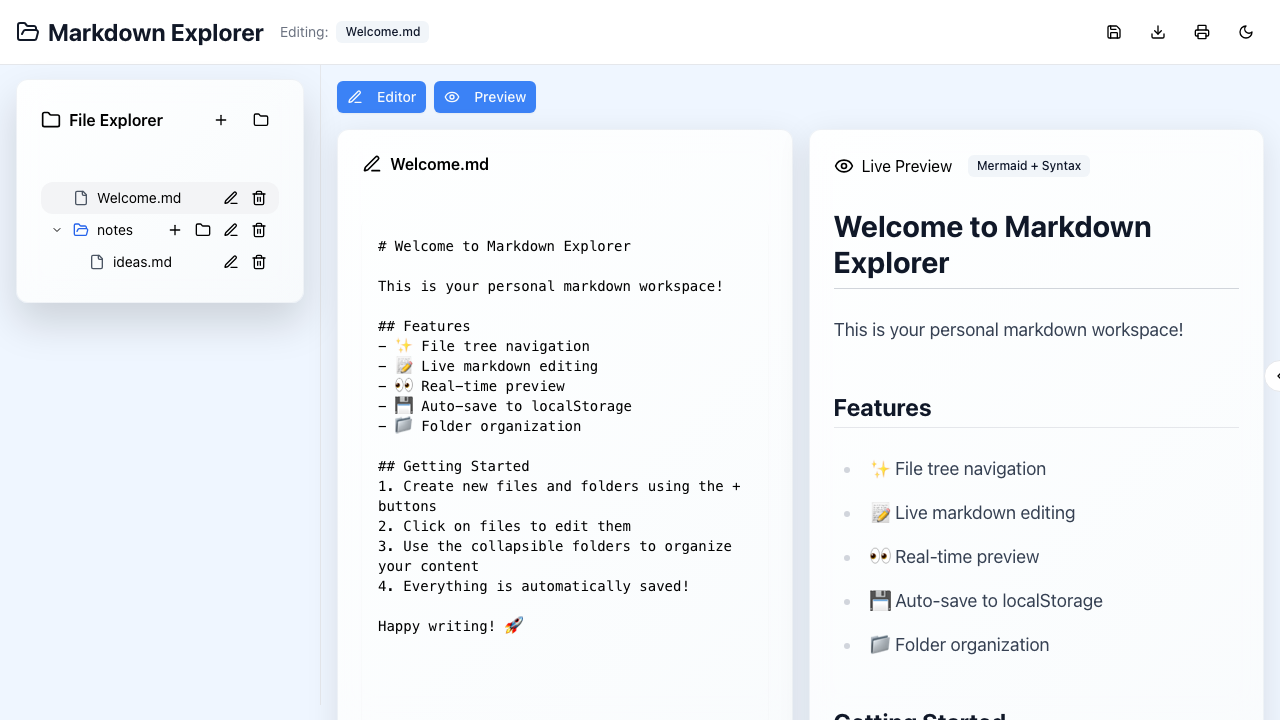 Markdown Explorer
Editing:
Welcome.md
File Explorer
Welcome.md
notes
ideas.md
Editor
Preview
Welcome.md
# Welcome to Markdown Explorer
This is your personal markdown workspace!
## Features
- ✨ File tree navigation
- 📝 Live markdown editing
- 👀 Real-time preview
- 💾 Auto-save to localStorage
- 📁 Folder organization
## Getting Started
1. Create new files and folders using the +
buttons
2. Click on files to edit them
3. Use the collapsible folders to organize
your content
4. Everything is automatically saved!
Happy writing! 🚀
Live Preview
Mermaid + Syntax
Welcome to Markdown
Explorer
This is your personal markdown workspace!
Features
✨ File tree navigation
📝 Live markdown editing
👀 Real-time preview
💾 Auto-save to localStorage
📁 Folder organization
Getting Started